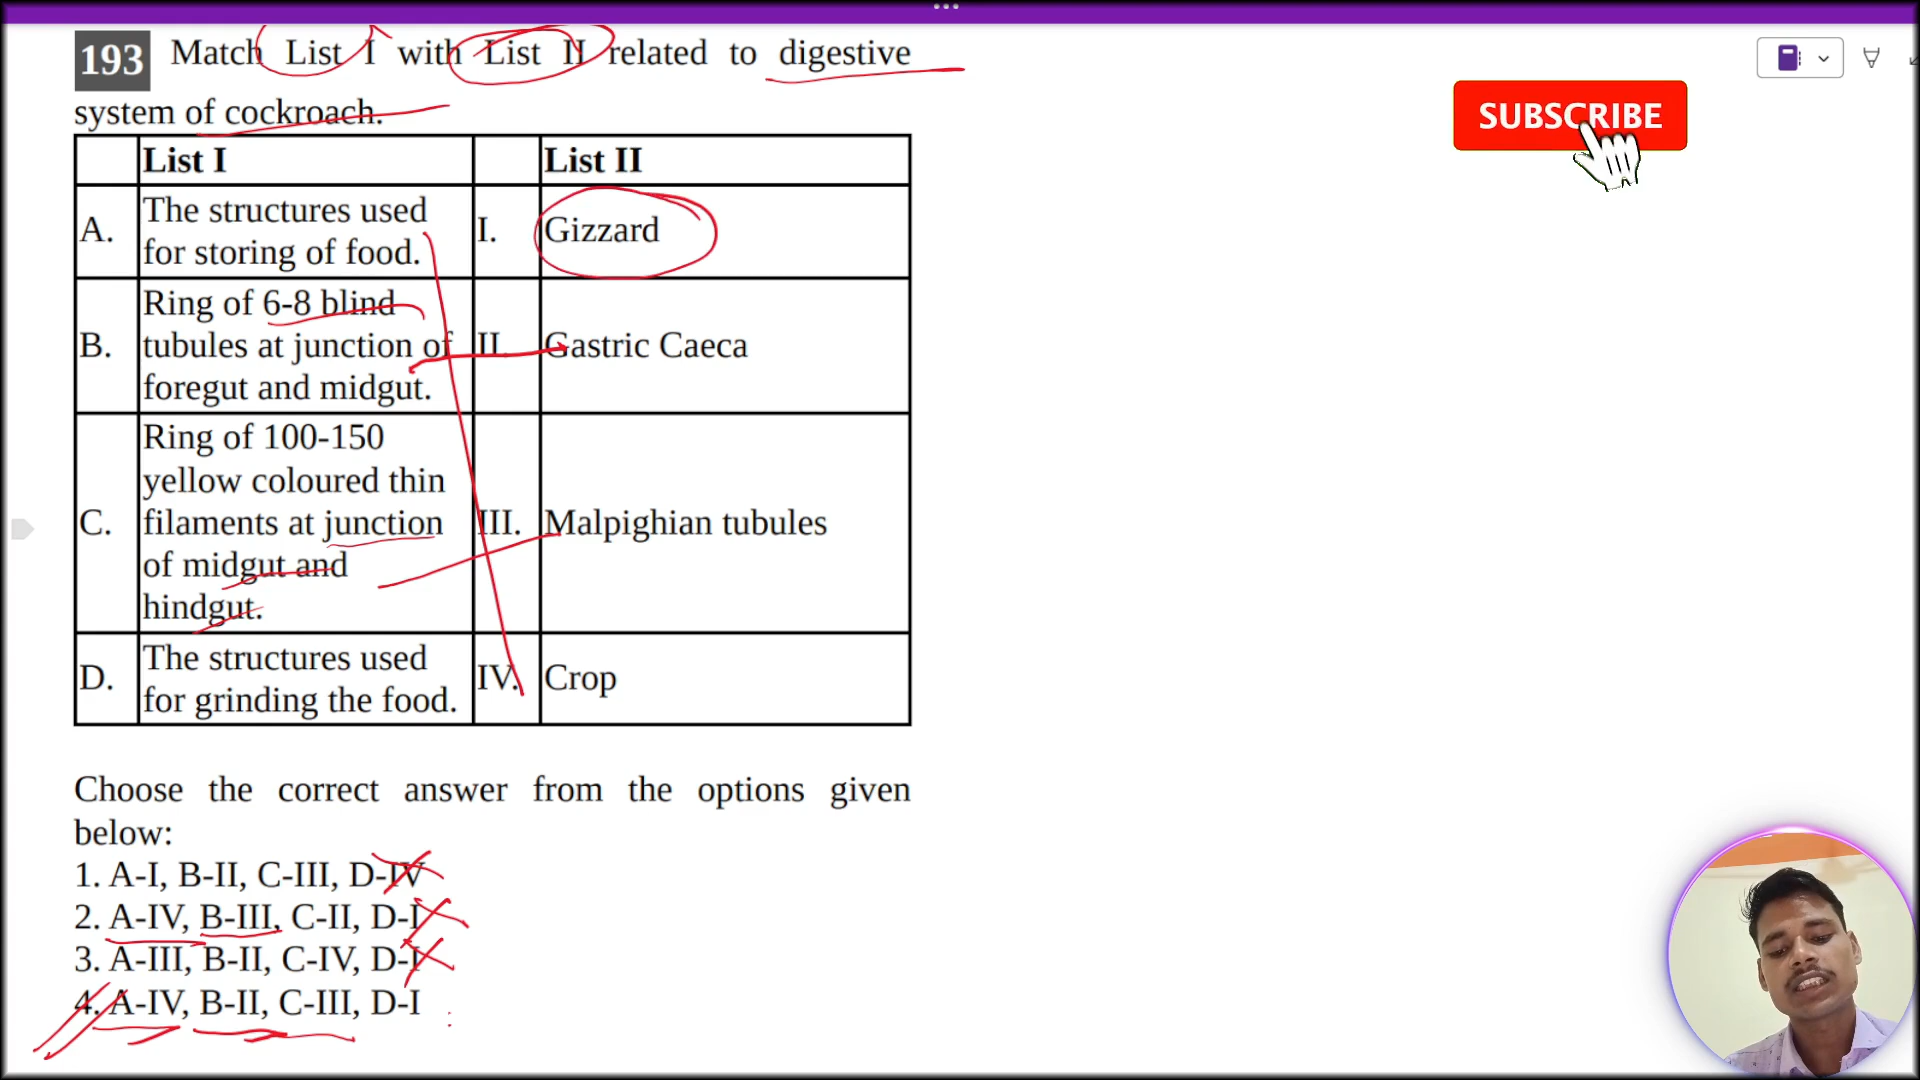 193 Match List I with List II related to digestive
system of cockroach.
List I List II
A. The structures used for storing of food. I. Gizzard
B. Ring of 6-8 blind tubules at junction of foregut and midgut. II. Gastric Caeca
C. Ring of 100-150 yellow coloured thin filaments at junction of midgut and hindgut. III. Malpighian tubules
D. The structures used for grinding the food. IV. Crop
Choose the correct answer from the options given
below:
1. A-I, B-II, C-III, D-IV
2. A-IV, B-III, C-II, D-I
3. A-III, B-II, C-IV, D-I
4. A-IV, B-II, C-III, D-I
SUBSCRIBE